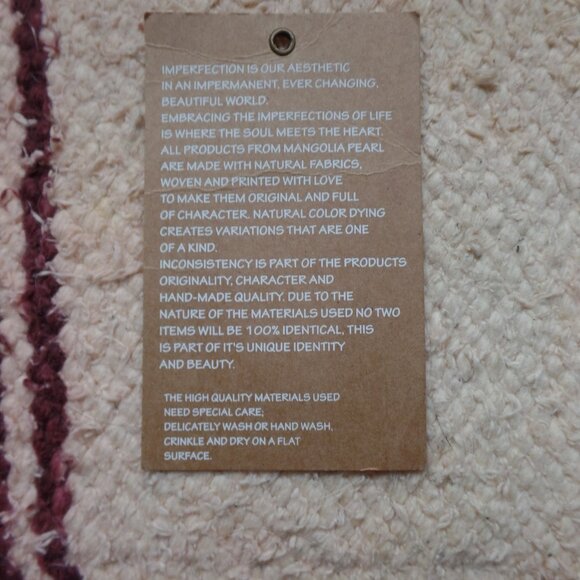 IMPERFECTION IS OUR AESTHETIC
IN AN IMPERMANENT, EVER CHANGING,
BEAUTIFUL WORLD.
EMBRACING THE IMPERFECTIONS OF LIFE
IS WHERE THE SOUL MEETS THE HEART.
ALL PRODUCTS FROM MANGOLIA PEARL
ARE MADE WITH NATURAL FABRICS,
WOVEN AND PRINTED WITH LOVE
TO MAKE THEM ORIGINAL AND FULL
OF CHARACTER. NATURAL COLOR DYING
CREATES VARIATIONS THAT ARE ONE
OF A KIND.
INCONSISTENCY IS PART OF THE PRODUCTS
ORIGINALITY, CHARACTER AND
HAND-MADE QUALITY. DUE TO THE
NATURE OF THE MATERIALS USED NO TWO
ITEMS WILL BE 100% IDENTICAL, THIS
IS PART OF IT'S UNIQUE IDENTITY
AND BEAUTY.
THE HIGH QUALITY MATERIALS USED
NEED SPECIAL CARE;
DELICATELY WASH OR HAND WASH,
CRINKLE AND DRY ON A FLAT
SURFACE.